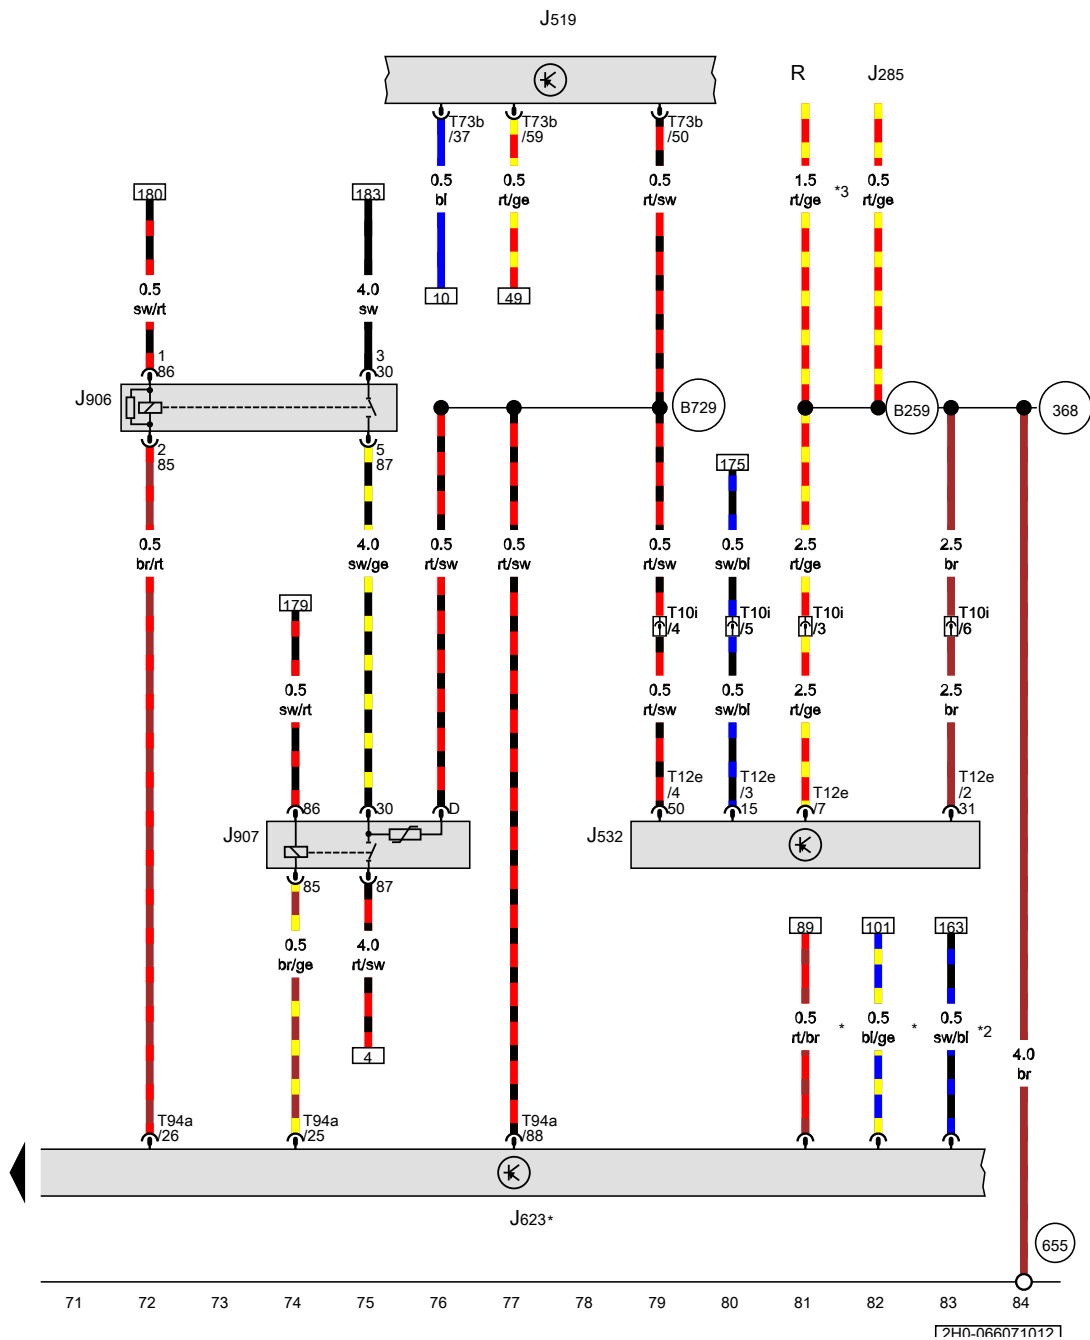 J519
R
J285
T73b
/37
T73b
/59
T73b
/50
0.5
bl
0.5
rt/ge
0.5
rt/sw
1.5
rt/ge
*3
0.5
rt/ge
180
183
0.5
sw/rt
4.0
sw
10
49
1
86
3
30
J906
2
85
5
87
B729
B259
368
175
0.5
br/rt
4.0
sw/ge
0.5
rt/sw
0.5
rt/sw
0.5
rt/sw
0.5
sw/bl
2.5
rt/ge
2.5
br
179
T10i
/4
T10i
/5
T10i
/3
T10i
/6
0.5
sw/rt
0.5
rt/sw
0.5
sw/bl
2.5
rt/ge
2.5
br
86
30
D
T12e
/4
50
T12e
/3
15
T12e
/7
T12e
/2
31
J907
J532
85
87
0.5
br/ge
4.0
rt/sw
89
101
163
0.5
rt/br
*
0.5
bl/ge
*
0.5
sw/bl
*2
4
4.0
br
T94a
/26
T94a
/25
T94a
/88
J623*
655
71 72 73 74 75 76 77 78 79 80 81 82 83 84
2H0-066071012